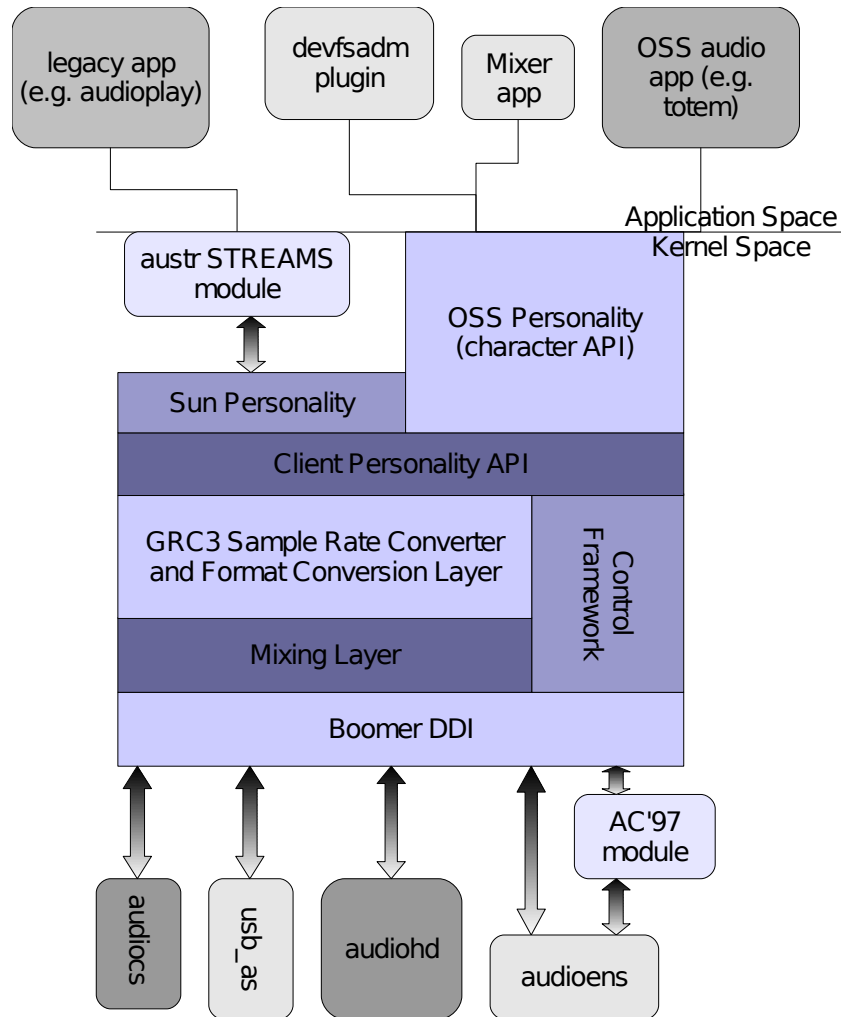 legacy app
(e.g. audioplay)
devfsadm
plugin
Mixer
app
OSS audio
app (e.g.
totem)
Application Space
Kernel Space
austr STREAMS
module
OSS Personality
(character API)
Sun Personality
Client Personality API
GRC3 Sample Rate Converter
and Format Conversion Layer
Control
Framework
Mixing Layer
Boomer DDI
AC'97
module
audiocs
usb_as
audiohd
audioens